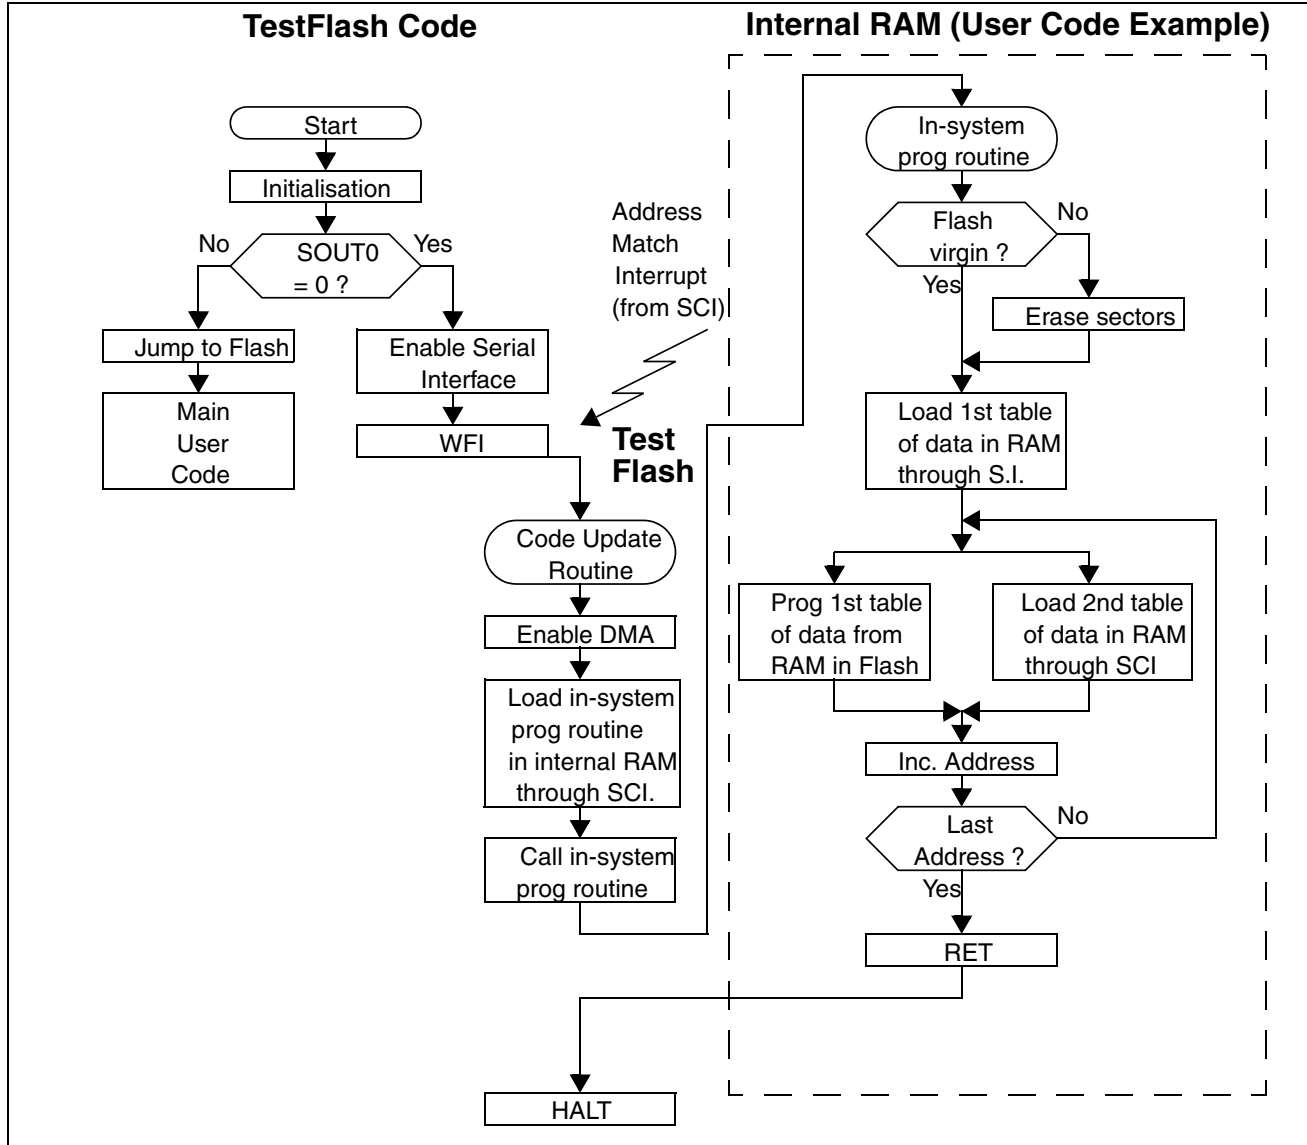 TestFlash Code
Start
Initialisation
No
SOUT0
= 0 ?
Yes
Jump to Flash
Main
User
Code
Enable Serial
Interface
WFI
Address
Match
Interrupt
(from SCI)
Test
Flash
Code Update
Routine
Enable DMA
Load in-system
prog routine
in internal RAM
through SCI.
Call in-system
prog routine
HALT
Internal RAM (User Code Example)
In-system
prog routine
Flash
virgin ?
No
Yes
Erase sectors
Load 1st table
of data in RAM
through S.I.
Prog 1st table
of data from
RAM in Flash
Load 2nd table
of data in RAM
through SCI
Inc. Address
Last
Address ?
No
Yes
RET